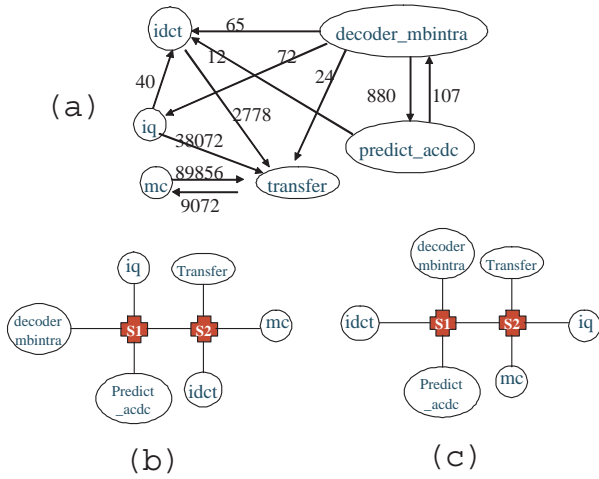 idct
65
decoder_mbintra
12
72
40
24
(a)
2778
880
107
iq
38072
predict_acdc
mc
89856
transfer
9072
iq
Transfer
decoder
mbintra
S1
S2
mc
Predict
_acdc
idct
(b)
decoder
mbintra
Transfer
idct
S1
S2
iq
Predict
_acdc
mc
(c)